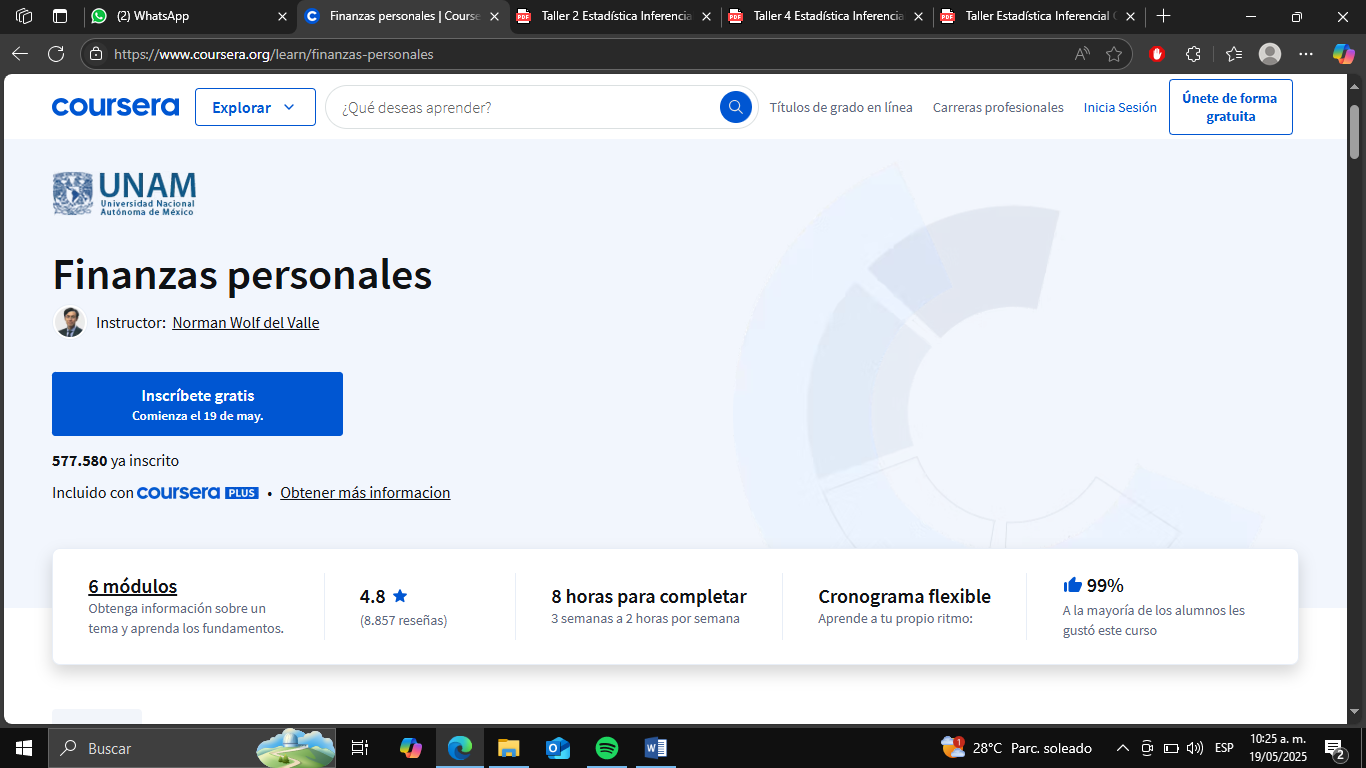 (2) WhatsApp
Finanzas personales | Course
Taller 2 Estadística Inferencia
Taller 4 Estadística Inferencia
Taller Estadística Inferencial
https://www.coursera.org/learn/finanzas-personales
coursera
Explorar
¿Qué deseas aprender?
Títulos de grado en línea
Carreras profesionales
Inicia Sesión
Únete de forma
gratuita
UNAM
Universidad Nacional
Autónoma de México
Finanzas personales
Instructor: Norman Wolf del Valle
Inscríbete gratis
Comienza el 19 de may.
577.580 ya inscrito
Incluido con coursera PLUS • Obtener más informacion
6 módulos
Obtenga información sobre un
tema y aprenda los fundamentos.
4.8
(8.857 reseñas)
8 horas para completar
3 semanas a 2 horas por semana
Cronograma flexible
Aprende a tu propio ritmo:
99%
A la mayoría de los alumnos les
gustó este curso
Buscar
28°C Parc. soleado
ESP
10:25 a. m.
19/05/2025
2